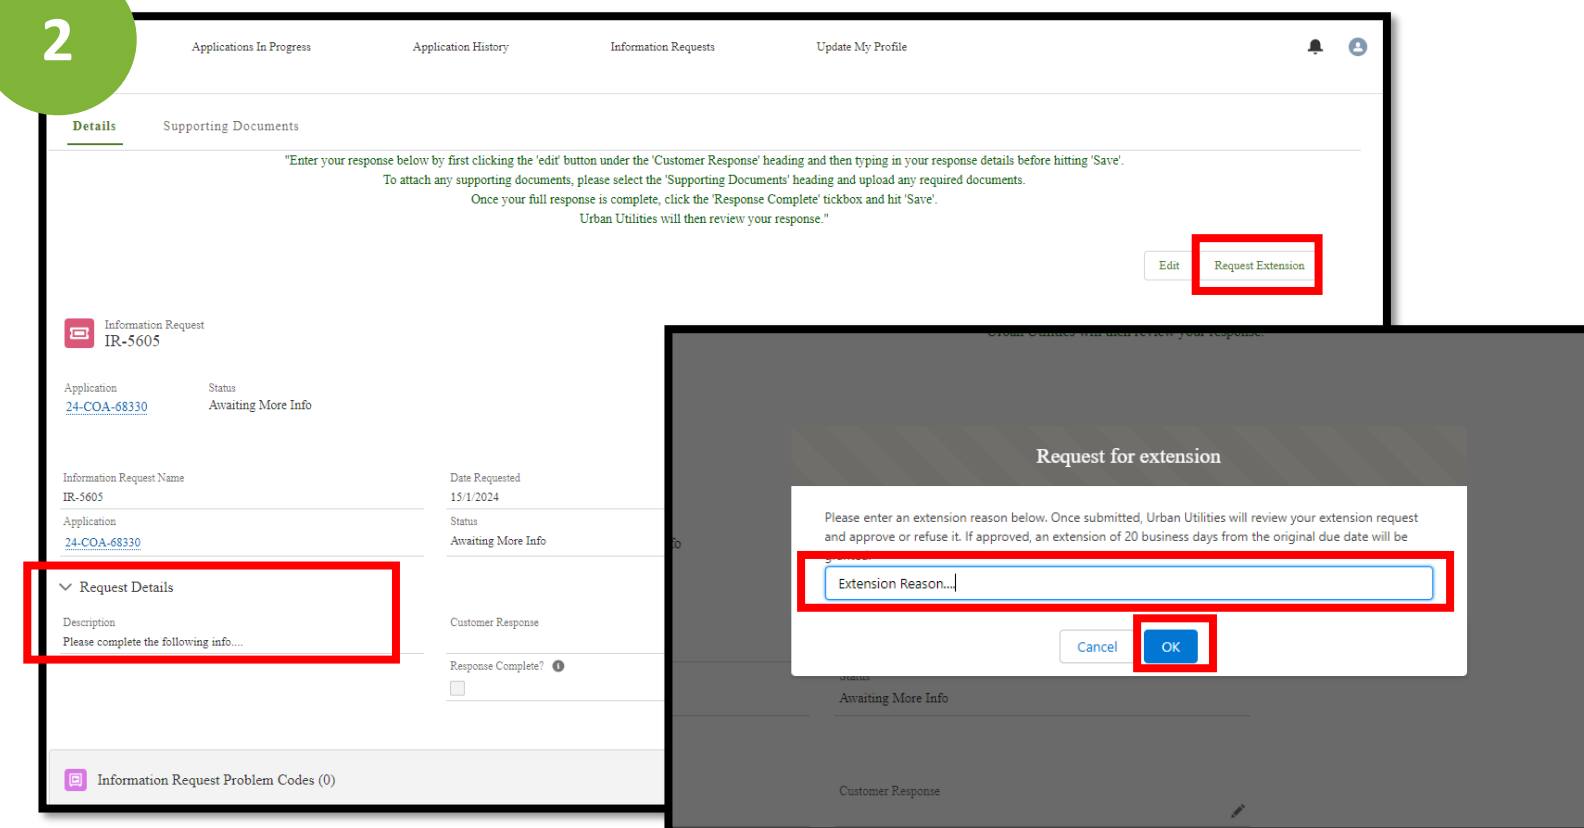 2
Applications In Progress
Application History
Information Requests
Update My Profile
Details
Supporting Documents
"Enter your response below by first clicking the 'edit' button under the 'Customer Response' heading and then typing in your response details before hitting 'Save'.
To attach any supporting documents, please select the 'Supporting Documents' heading and upload any required documents.
Once your full response is complete, click the 'Response Complete' tickbox and hit 'Save'.
Urban Utilities will then review your response."
Edit
Request Extension
Information Request
IR-5605
Application
Status
24-COA-68330
Awaiting More Info
Information Request Name
Date Requested
IR-5605
15/1/2024
Application
Status
24-COA-68330
Awaiting More Info
Request Details
Description
Customer Response
Please complete the following info....
Response Complete?
Information Request Problem Codes (0)
Urban Utilities will then review your response.
Request for extension
Please enter an extension reason below. Once submitted, Urban Utilities will review your extension request
and approve or refuse it. If approved, an extension of 20 business days from the original due date will be
Extension Reason....
Cancel
OK
Status
Awaiting More Info
Customer Response